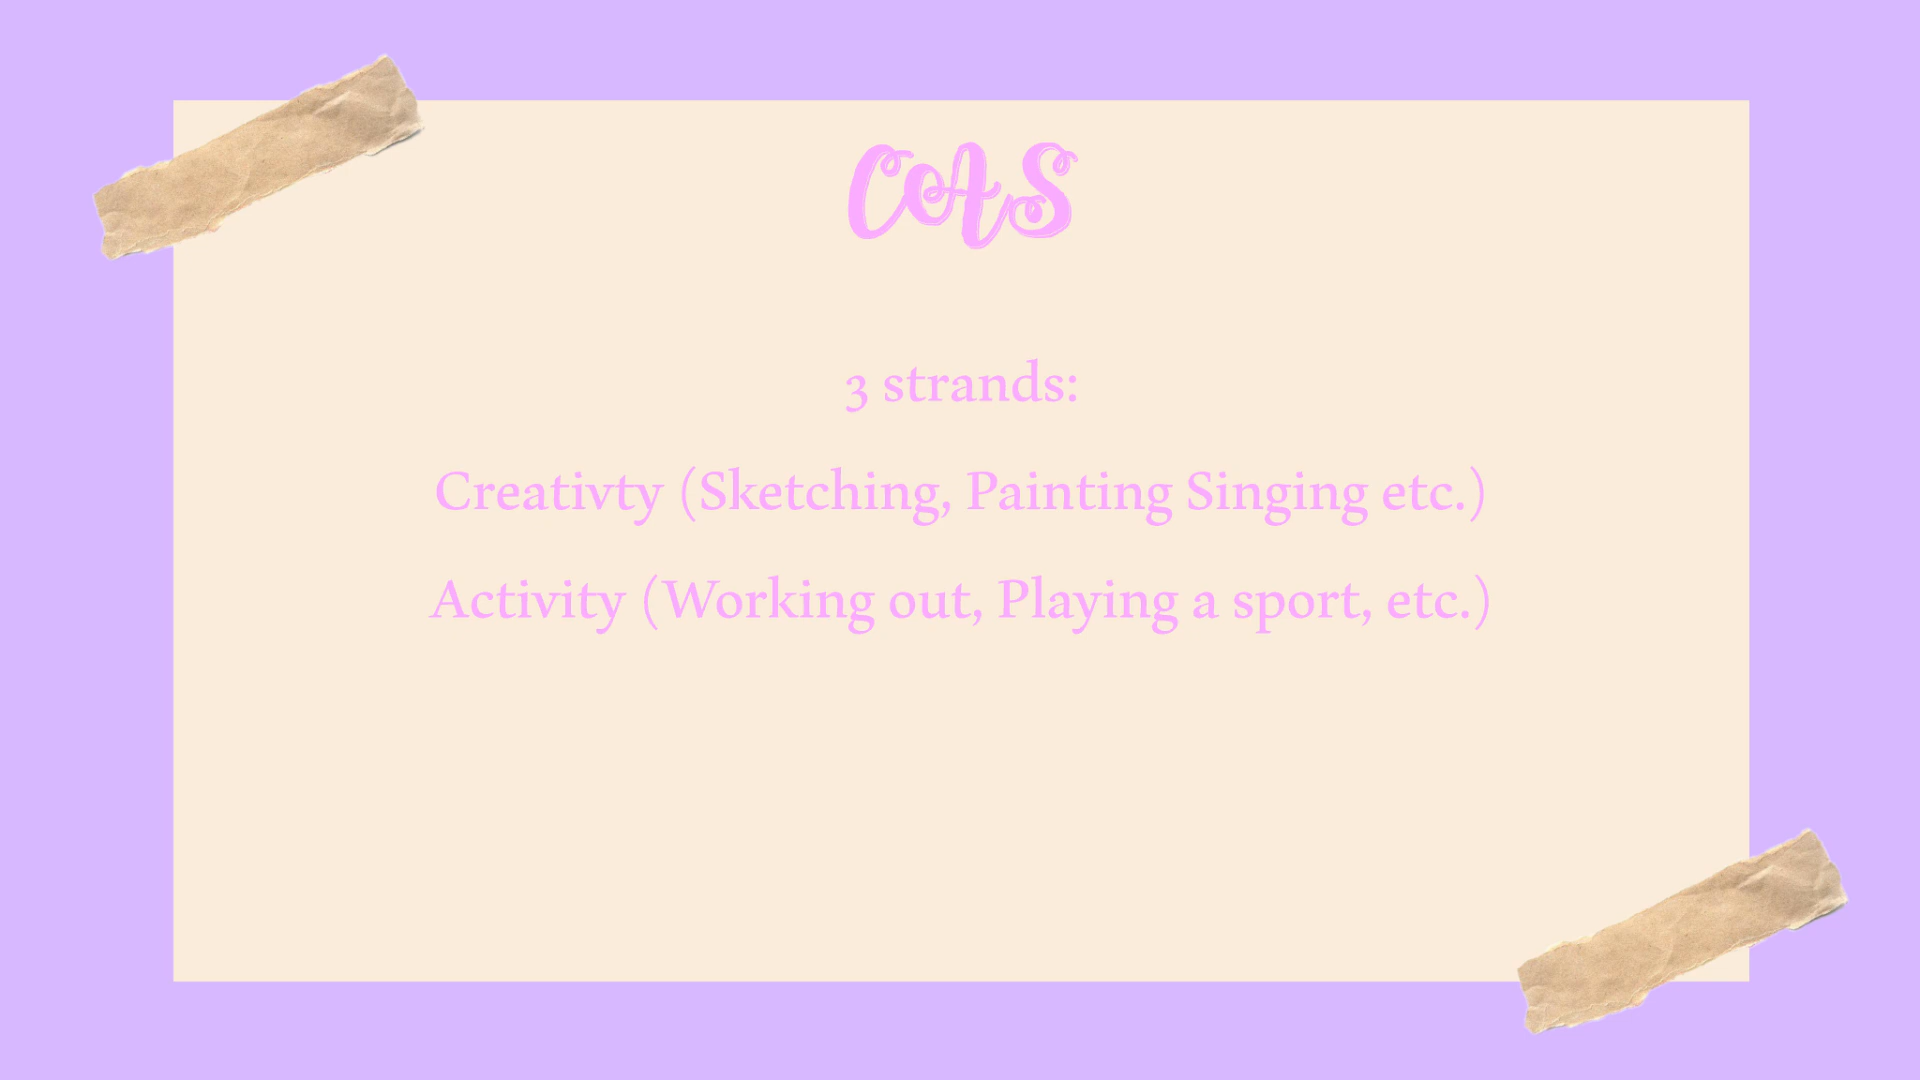 CAS
3 strands:
Creativty (Sketching, Painting Singing etc.)
Activity (Working out, Playing a sport, etc.)